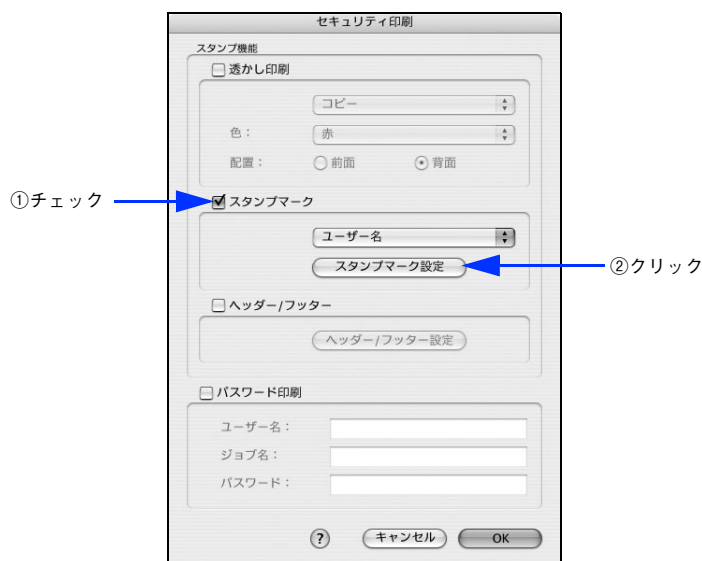 セキュリティ印刷
スタンプ機能
透かし印刷
コピー
色：
赤
配置：
前面
背面
①チェック
スタンプマーク
ユーザー名
スタンプマーク設定
②クリック
ヘッダー/フッター
ヘッダー/フッター設定
パスワード印刷
ユーザー名：
ジョブ名：
パスワード：
?
キャンセル
OK